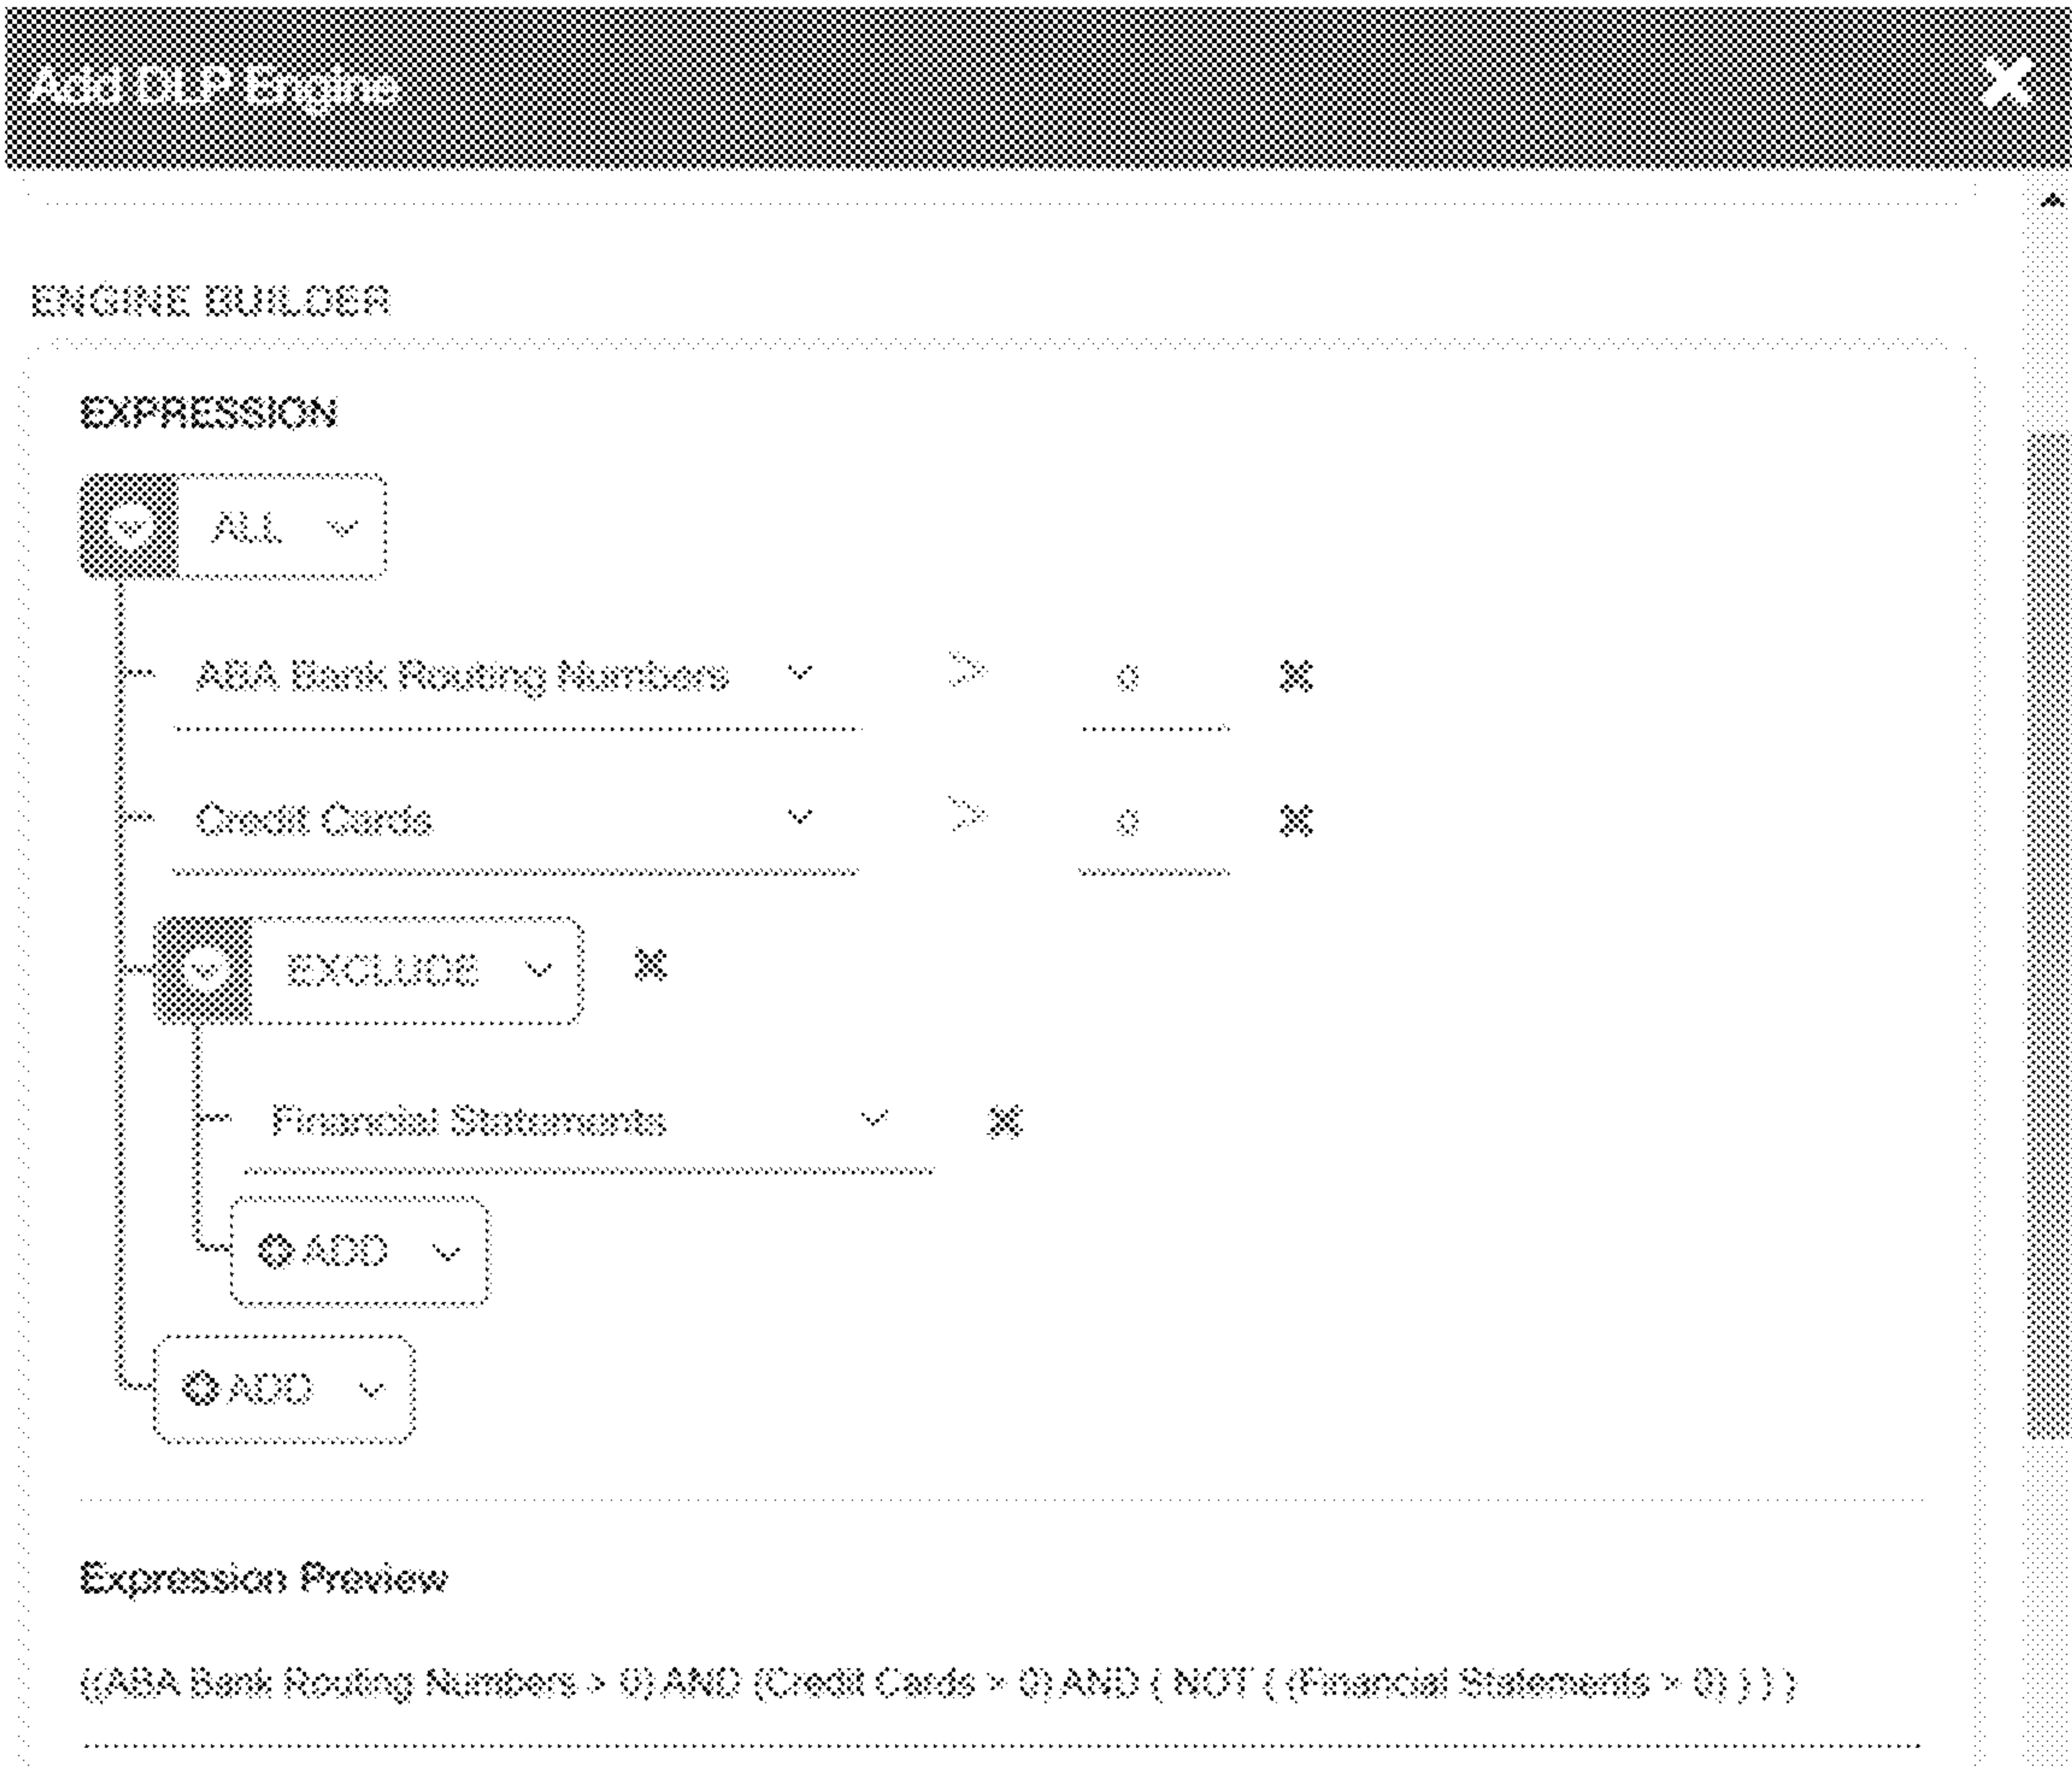 Add DLP Engine
ENGINE BUILDER
EXPRESSION
ALL
ABA Bank Routing Numbers > 0
Credit Cards > 0
EXCLUDE
Financial Statements
ADD
ADD
Expression Preview
((ABA Bank Routing Numbers > 0) AND (Credit Cards > 0) AND ( NOT ( (Financial Statements > 0) ) ) )